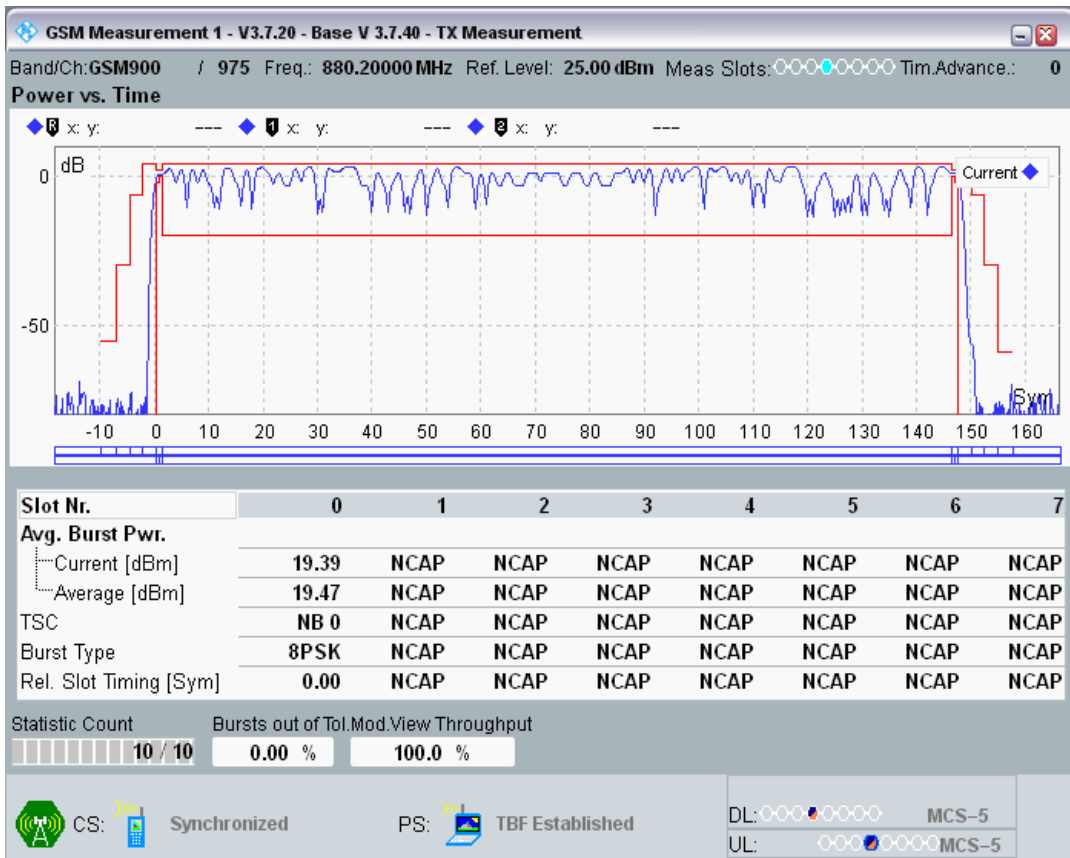 GSM Measurement 1 - V3.7.20 - Base V 3.7.40 - TX Measurement
Band/Ch:GSM900 / 975 Freq.: 880.20000 MHz Ref. Level: 25.00 dBm Meas Slots: Tim.Advance.: 0
Power vs. Time
R x: y: --- 1 x: y: --- 2 x: y: ---
dB
Current
0
-50
Sym
-10 0 10 20 30 40 50 60 70 80 90 100 110 120 130 140 150 160
Slot Nr. 0 1 2 3 4 5 6 7
Avg. Burst Pwr.
Current [dBm] 19.39 NCAP NCAP NCAP NCAP NCAP NCAP NCAP
Average [dBm] 19.47 NCAP NCAP NCAP NCAP NCAP NCAP NCAP
TSC NB 0 NCAP NCAP NCAP NCAP NCAP NCAP NCAP
Burst Type 8PSK NCAP NCAP NCAP NCAP NCAP NCAP NCAP
Rel. Slot Timing [Sym] 0.00 NCAP NCAP NCAP NCAP NCAP NCAP NCAP
Statistic Count Bursts out of Tol.Mod.View Throughput
10 / 10 0.00 % 100.0 %
CS: Synchronized PS: TBF Established
DL: MCS-5
UL: MCS-5